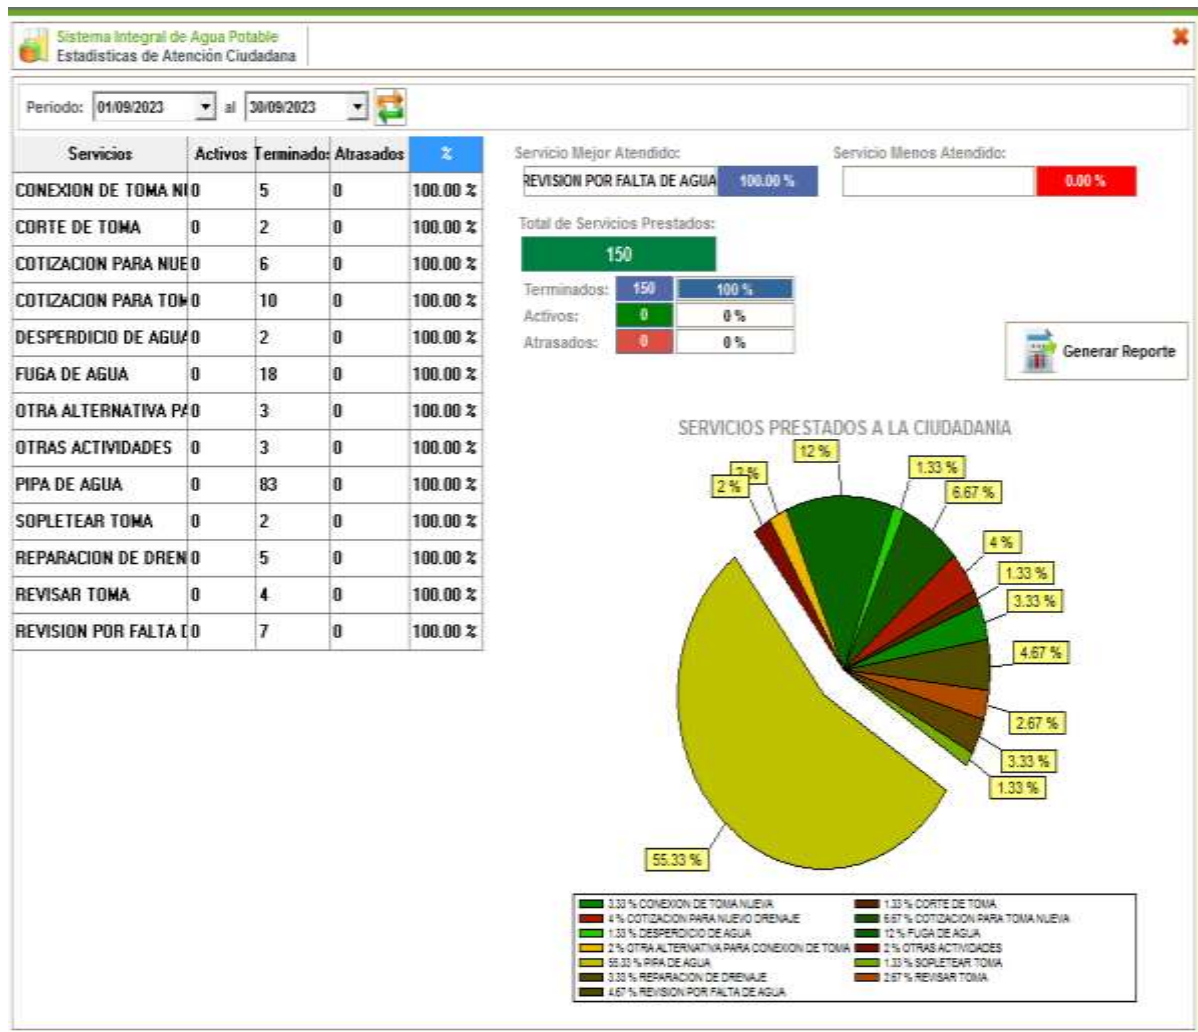 Sistema Integral de Agua Potable
Estadisticas de Atención Ciudadana
Periodo: 01/09/2023 al 30/09/2023
Servicios Activos Terminado: Atrasados %
CONEXION DE TOMA NU 0 5 0 100.00 %
CORTE DE TOMA 0 2 0 100.00 %
COTIZACION PARA NUE 0 6 0 100.00 %
COTIZACION PARA TOM 0 10 0 100.00 %
DESPERDICIO DE AGUA 0 2 0 100.00 %
FUGA DE AGUA 0 18 0 100.00 %
OTRA ALTERNATIVA PA 0 3 0 100.00 %
OTRAS ACTIVIDADES 0 3 0 100.00 %
PIPA DE AGUA 0 83 0 100.00 %
SOPLETEAR TOMA 0 2 0 100.00 %
REPARACION DE DREN 0 5 0 100.00 %
REVISAR TOMA 0 4 0 100.00 %
REVISION POR FALTA D 0 7 0 100.00 %
Servicio Mejor Atendido: Servicio Menos Atendido:
REVISION POR FALTA DE AGUA 100.00 % 0.00 %
Total de Servicios Prestados:
150
Terminados: 150 100 %
Activos: 0 0 %
Atrasados: 0 0 %
Generar Reporte
SERVICIOS PRESTADOS A LA CIUDADANIA
12 %
2 %
2 %
1.33 %
6.67 %
4 %
1.33 %
3.33 %
4.67 %
2.67 %
3.33 %
1.33 %
55.33 %
3.33 % CONEXION DE TOMA NUEVA 1.33 % CORTE DE TOMA
4 % COTIZACION PARA NUEVO DRENAJE 6.67 % COTIZACION PARA TOMA NUEVA
1.33 % DESPERDICIO DE AGUA 12 % FUGA DE AGUA
2 % OTRA ALTERNATIVA PARA CONEXION DE TOMA 2 % OTRAS ACTIVIDADES
55.33 % PIPA DE AGUA 1.33 % SOPLETEAR TOMA
3.33 % REPARACION DE DRENAJE 2.67 % REVISAR TOMA
4.67 % REVISION POR FALTA DE AGUA